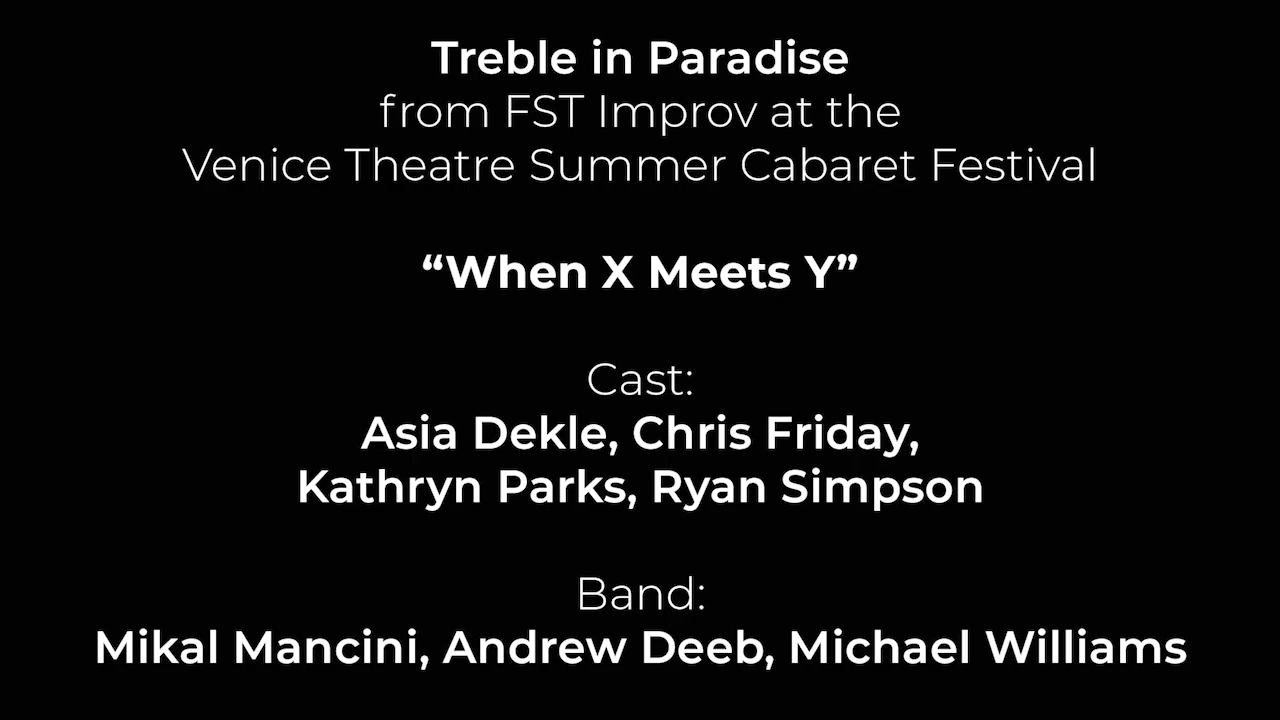 Treble in Paradise
from FST Improv at the
Venice Theatre Summer Cabaret Festival
“When X Meets Y”
Cast:
Asia Dekle, Chris Friday,
Kathryn Parks, Ryan Simpson
Band:
Mikal Mancini, Andrew Deeb, Michael Williams